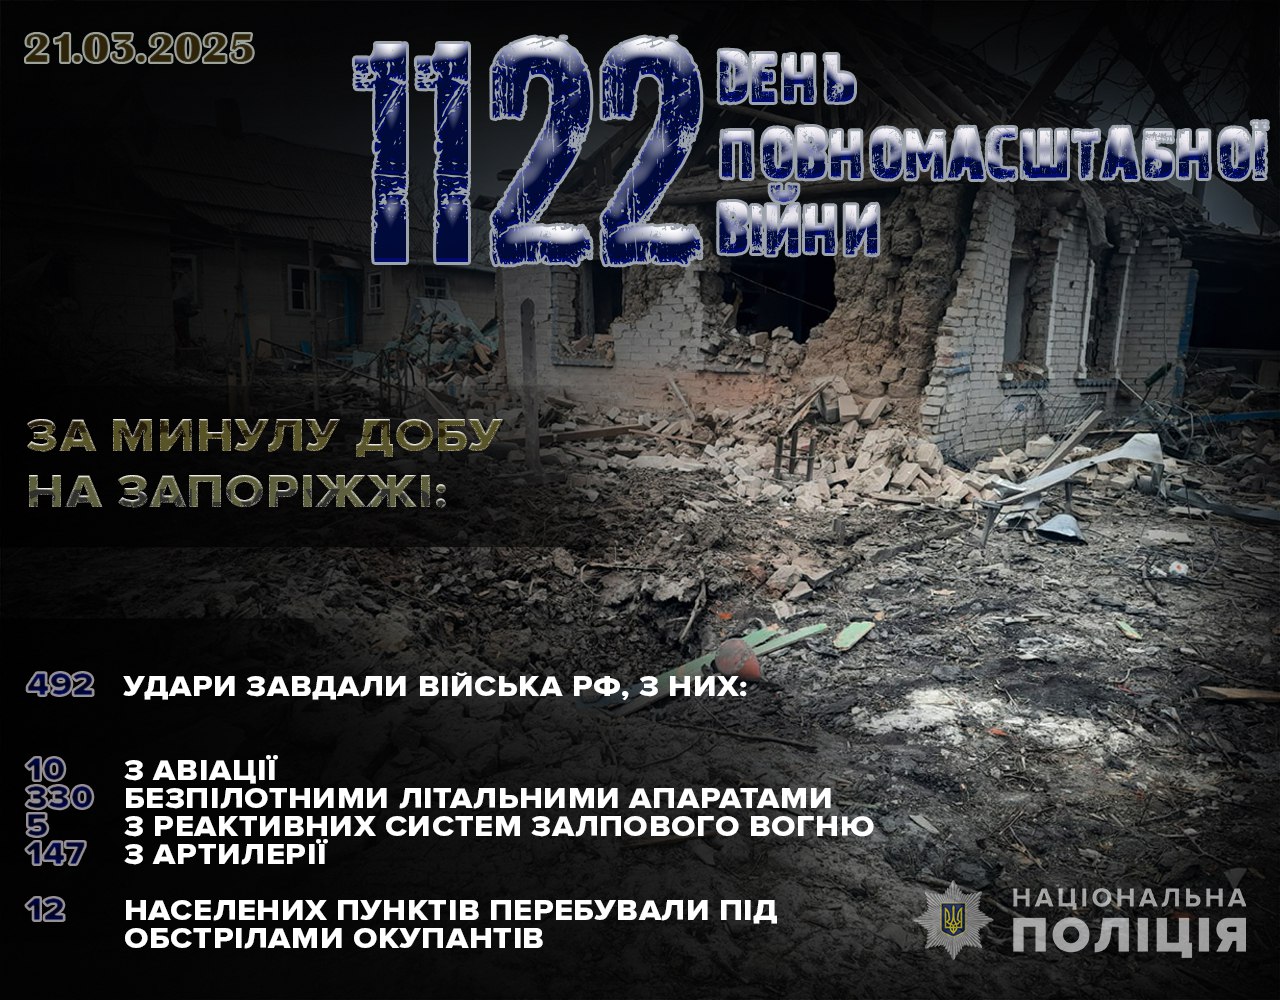 21.03.2025
1122 ДЕНЬ
ПОВНОМАСШТАБНОЇ
ВІЙНИ
ЗА МИНУЛУ ДОБУ
НА ЗАПОРІЖЖІ:
492 УДАРИ ЗАВДАЛИ ВІЙСЬКА РФ, З НИХ:
10 З АВІАЦІЇ
330 БЕЗПІЛОТНИМИ ЛІТАЛЬНИМИ АПАРАТАМИ
5 З РЕАКТИВНИХ СИСТЕМ ЗАЛПОВОГО ВОГНЮ
147 З АРТИЛЕРІЇ
12 НАСЕЛЕНИХ ПУНКТІВ ПЕРЕБУВАЛИ ПІД
ОБСТРІЛАМИ ОКУПАНТІВ
НАЦІОНАЛЬНА
ПОЛІЦІЯ